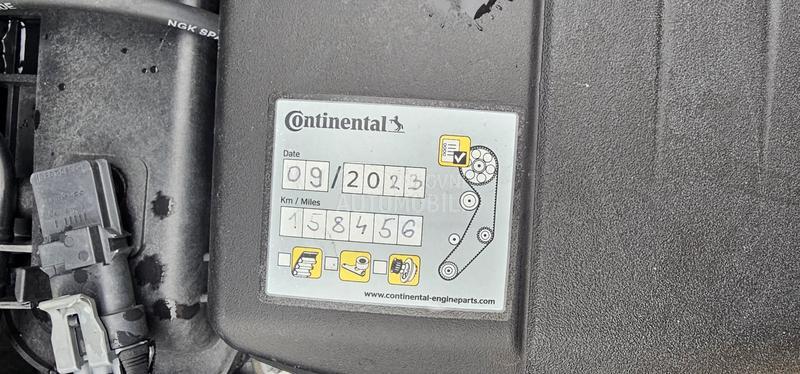 NGK SPA
Continental
Date
09/2023
Km / Miles
158456
www.continental-engineparts.com